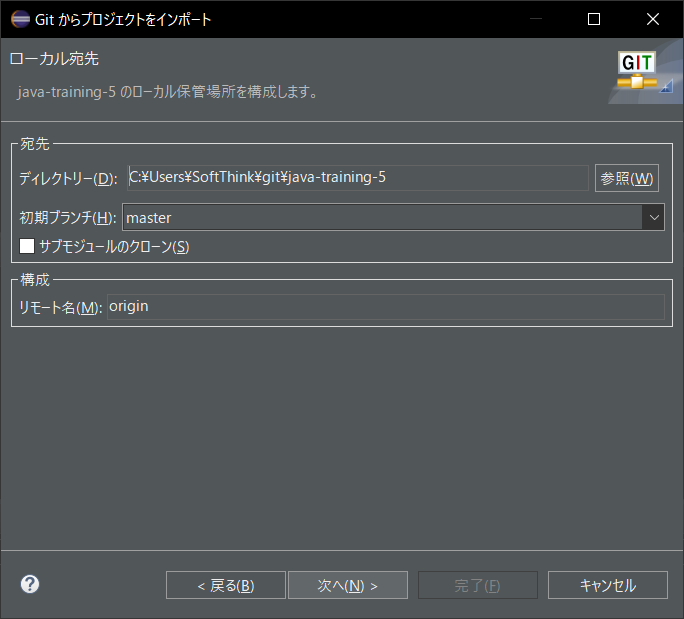 Git からプロジェクトをインポート
ローカル宛先
java-training-5 のローカル保管場所を構成します。
GIT
宛先
ディレクトリー(D): C:¥Users¥SoftThink¥git¥java-training-5 参照(W)
初期ブランチ(H): master
サブモジュールのクローン(S)
構成
リモート名(M): origin
? < 戻る(B) 次へ(N) > 完了(F) キャンセル